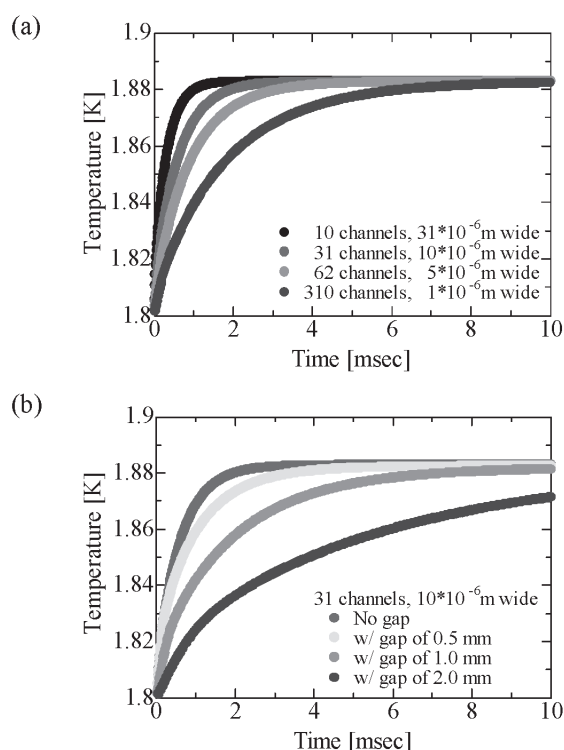 (a)
1.9
1.88
1.86
1.84
1.82
1.8
Temperature [K]
10 channels, 31*10-6m wide
31 channels, 10*10-6m wide
62 channels, 5*10-6m wide
310 channels, 1*10-6m wide
0 2 4 6 8 10
Time [msec]
(b)
1.9
1.88
1.86
1.84
1.82
1.8
Temperature [K]
31 channels, 10*10-6m wide
No gap
w/ gap of 0.5 mm
w/ gap of 1.0 mm
w/ gap of 2.0 mm
0 2 4 6 8 10
Time [msec]